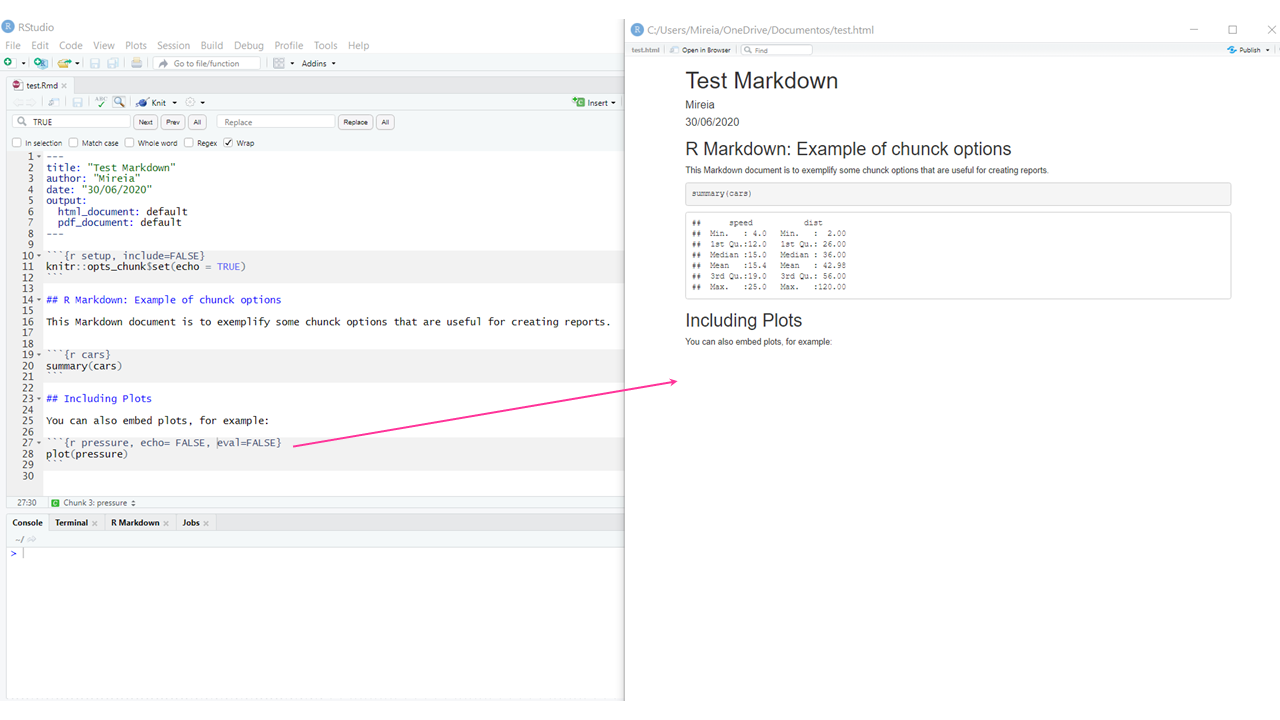 RStudio
File Edit Code View Plots Session Build Debug Profile Tools Help
Go to file/function Addins
test.Rmd
ABC Knit Insert
TRUE Next Prev All Replace Replace All
In selection Match case Whole word Regex Wrap
1 ---
2 title: "Test Markdown"
3 author: "Mireia"
4 date: "30/06/2020"
5 output:
6 html_document: default
7 pdf_document: default
8 ---
9
10 ```{r setup, include=FALSE}
11 knitr::opts_chunk$set(echo = TRUE)
12 ```
13
14 ## R Markdown: Example of chunck options
15
16 This Markdown document is to exemplify some chunck options that are useful for creating reports.
17
18
19 ```{r cars}
20 summary(cars)
21 ```
22
23 ## Including Plots
24
25 You can also embed plots, for example:
26
27 ```{r pressure, echo= FALSE, eval=FALSE}
28 plot(pressure)
29 ```
30
27:30 C Chunk 3: pressure
Console Terminal R Markdown Jobs
~/
>
R C:/Users/Mireia/OneDrive/Documentos/test.html
test.html Open in Browser Find Publish
Test Markdown
Mireia
30/06/2020
R Markdown: Example of chunck options
This Markdown document is to exemplify some chunck options that are useful for creating reports.
summary(cars)
## speed dist
## Min. : 4.0 Min. : 2.00
## 1st Qu.:12.0 1st Qu.: 26.00
## Median :15.0 Median : 36.00
## Mean :15.4 Mean : 42.98
## 3rd Qu.:19.0 3rd Qu.: 56.00
## Max. :25.0 Max. :120.00
Including Plots
You can also embed plots, for example: